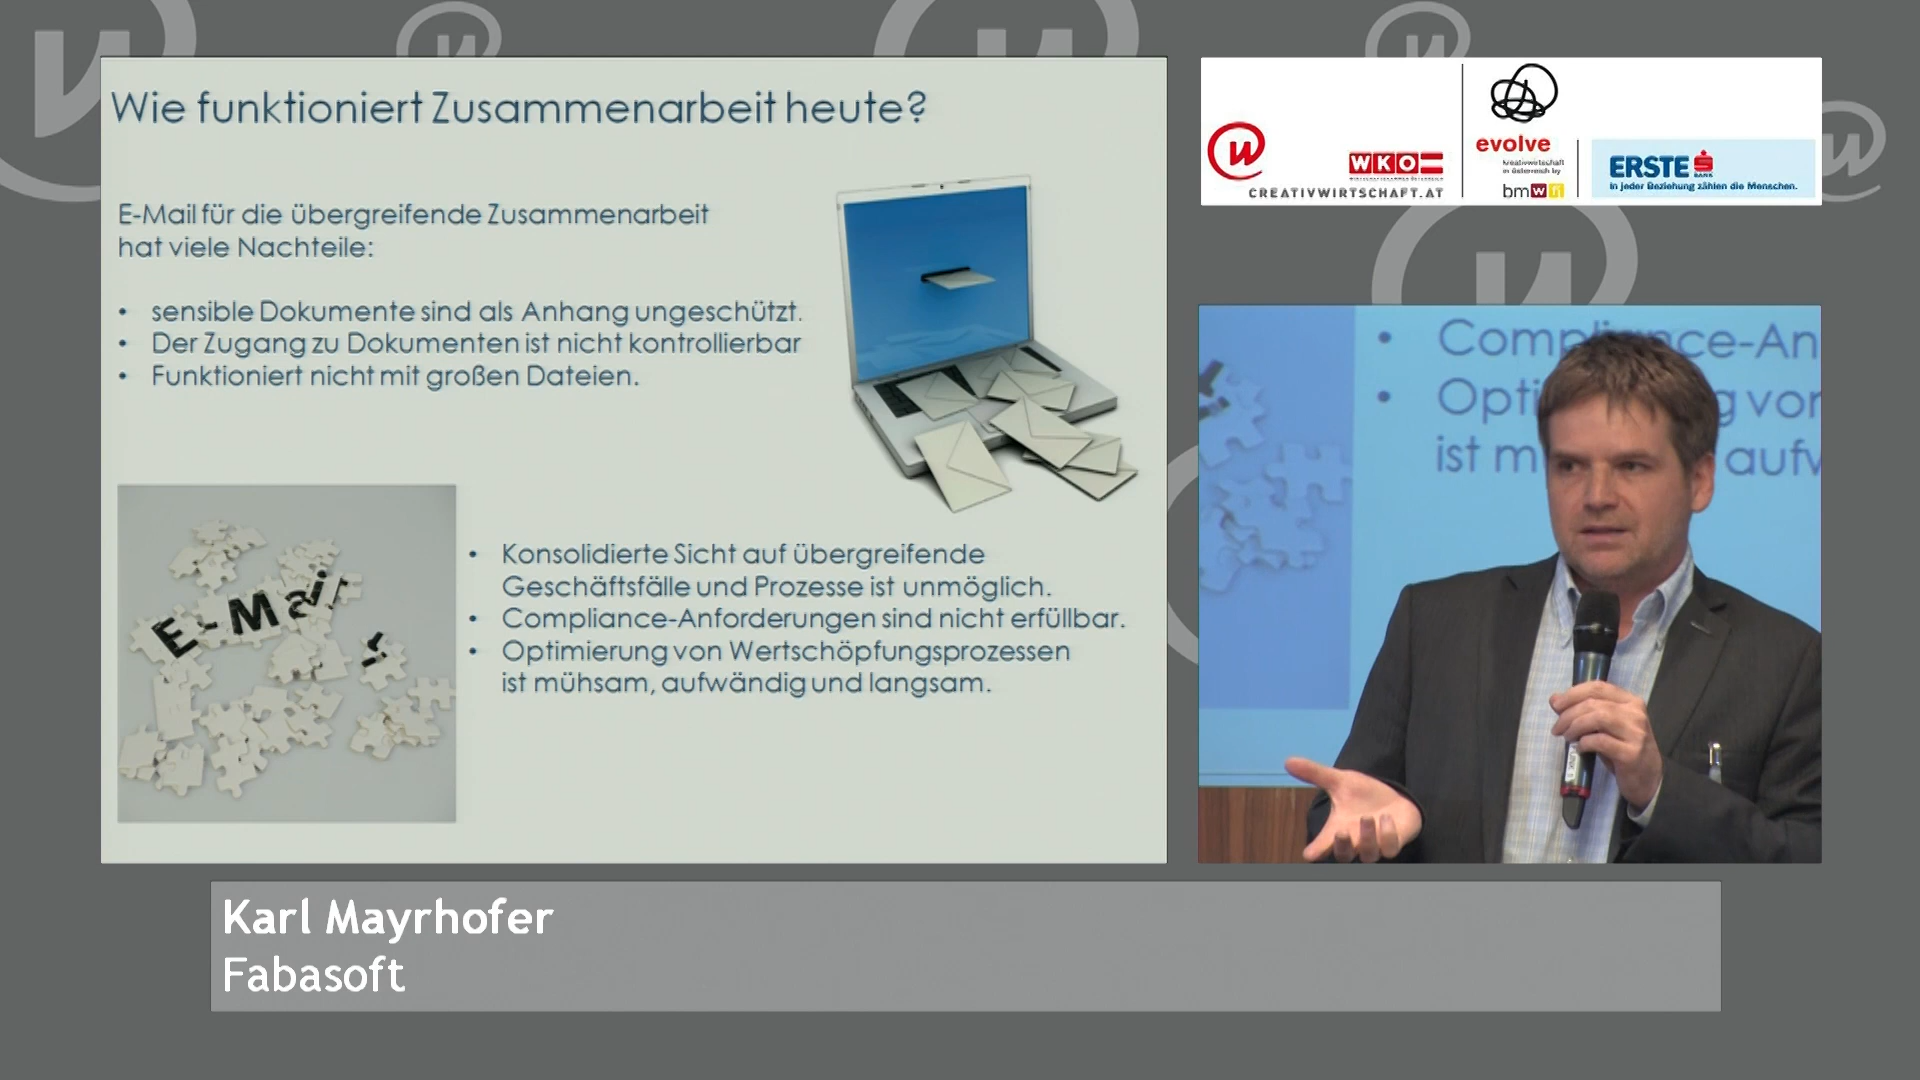 Wie funktioniert Zusammenarbeit heute?
E-Mail für die übergreifende Zusammenarbeit
hat viele Nachteile:
• sensible Dokumente sind als Anhang ungeschützt.
• Der Zugang zu Dokumenten ist nicht kontrollierbar
• Funktioniert nicht mit großen Dateien.
E-Mail
• Konsolidierte Sicht auf übergreifende
Geschäftsfälle und Prozesse ist unmöglich.
• Compliance-Anforderungen sind nicht erfüllbar.
• Optimierung von Wertschöpfungsprozessen
ist mühsam, aufwändig und langsam.
WKO
CREATIVWIRTSCHAFT.AT
evolve
kreativwirtschaft
in österreich by
bmwfj
ERSTE
BANK
In jeder Beziehung zählen die Menschen.
• Compliance-An
• Opti g vor
ist m aufw
Karl Mayrhofer
Fabasoft